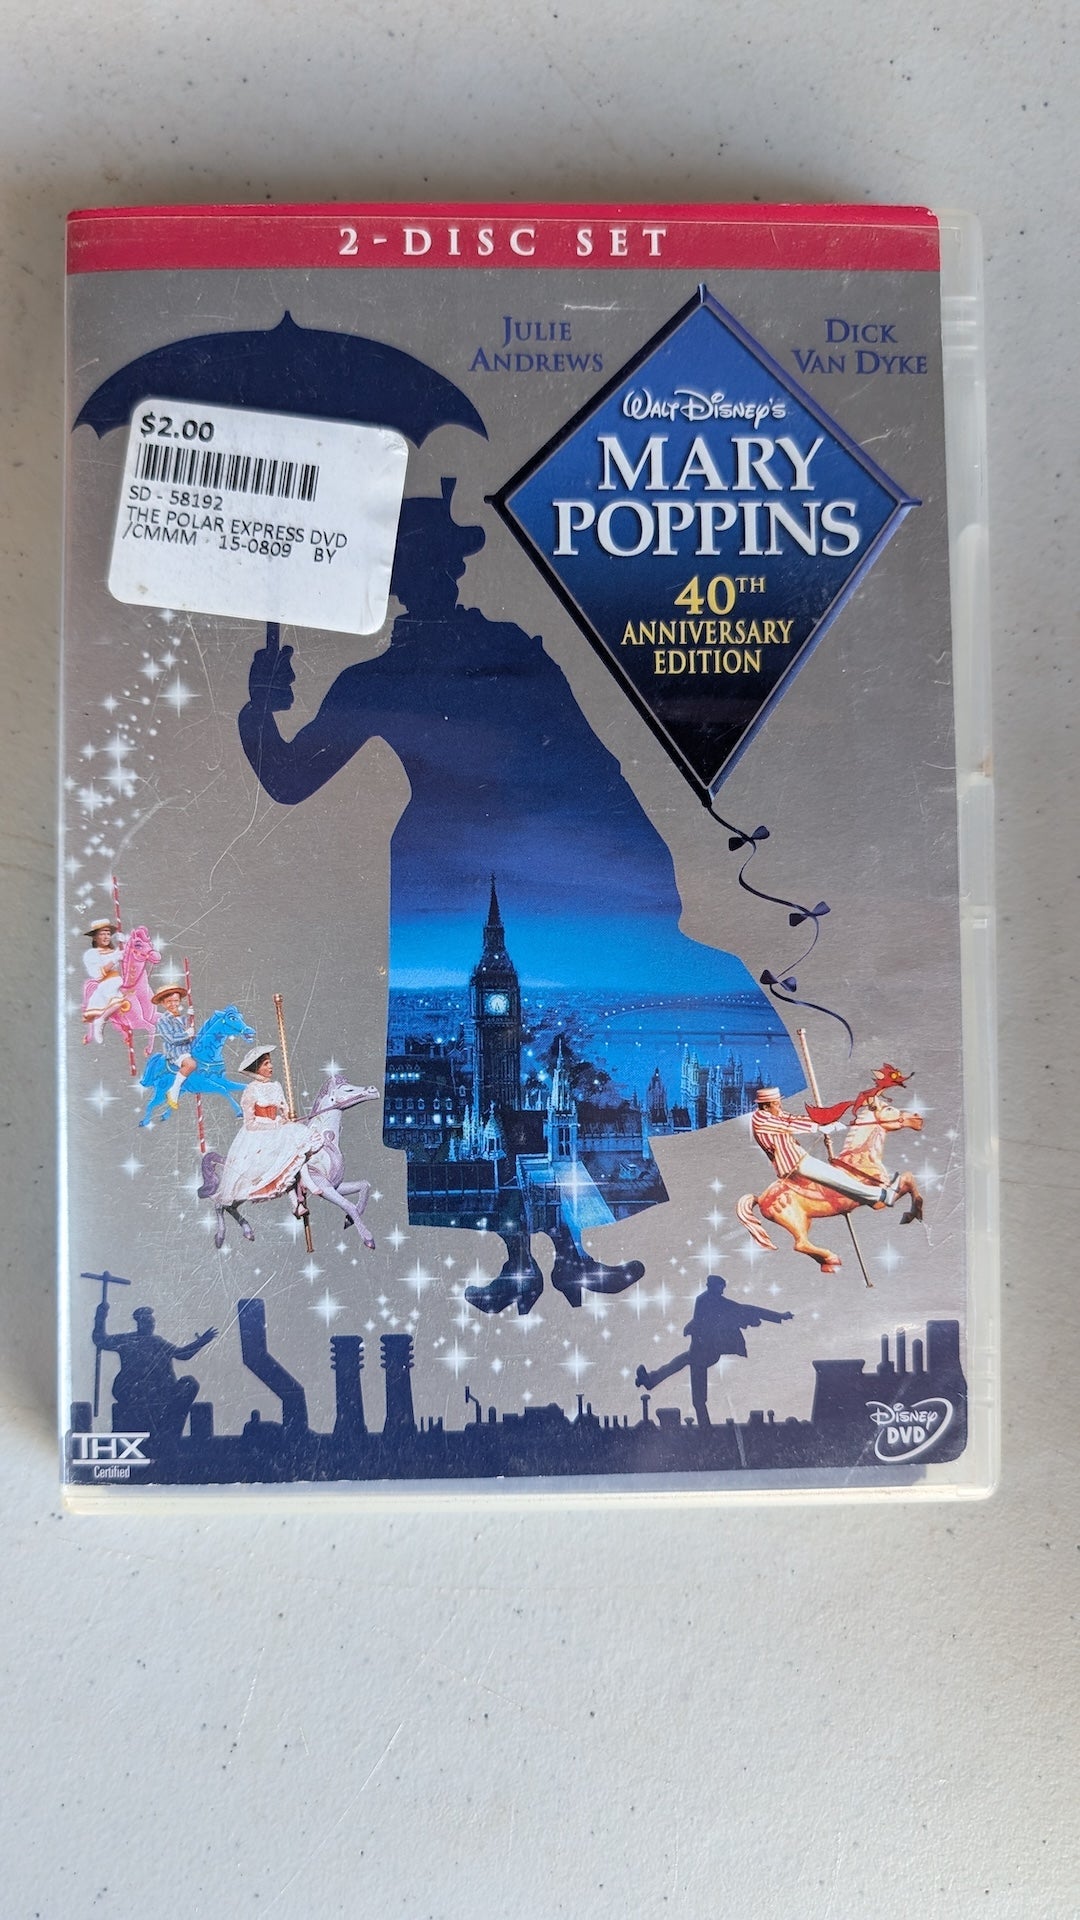 2-DISC SET
JULIE
ANDREWS
DICK
VAN DYKE
WALT DISNEY'S
MARY
POPPINS
40TH
ANNIVERSARY
EDITION
$2.00
SD - 58192
THE POLAR EXPRESS DVD
/CMMM 15-0809 BY
THX
Certified
DISNEY
DVD